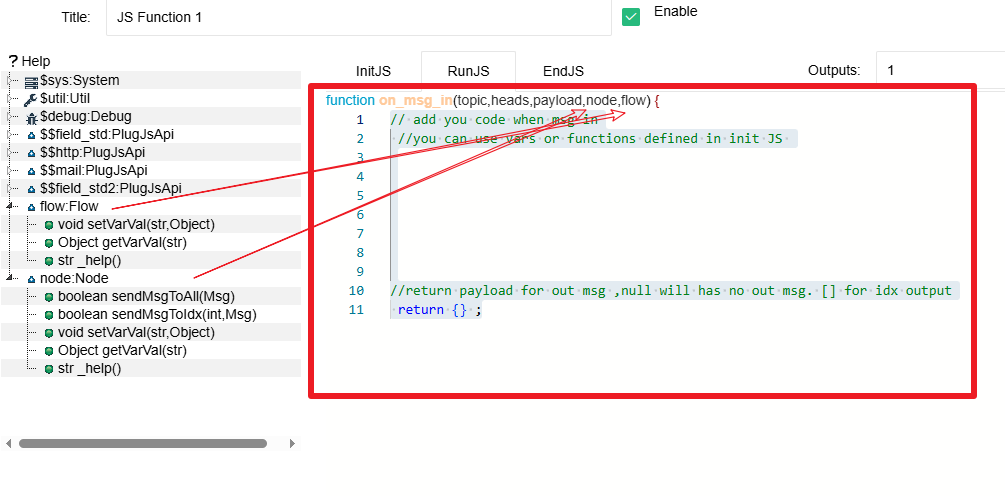 Title: JS Function 1 Enable
? Help
$sys:System
$util:Util
$debug:Debug
$$field_std:PlugJsApi
$$http:PlugJsApi
$$mail:PlugJsApi
$$field_std2:PlugJsApi
flow:Flow
void setVarVal(str,Object)
Object getVarVal(str)
str _help()
node:Node
boolean sendMsgToAll(Msg)
boolean sendMsgToIdx(int,Msg)
void setVarVal(str,Object)
Object getVarVal(str)
str _help()
InitJS RunJS EndJS Outputs: 1
function on_msg_in(topic,heads,payload,node,flow) {
1 // add you code when msg in
2 //you can use vars or functions defined in init JS
3
4
5
6
7
8
9
10 //return payload for out msg ,null will has no out msg. [] for idx output
11 return {} ;